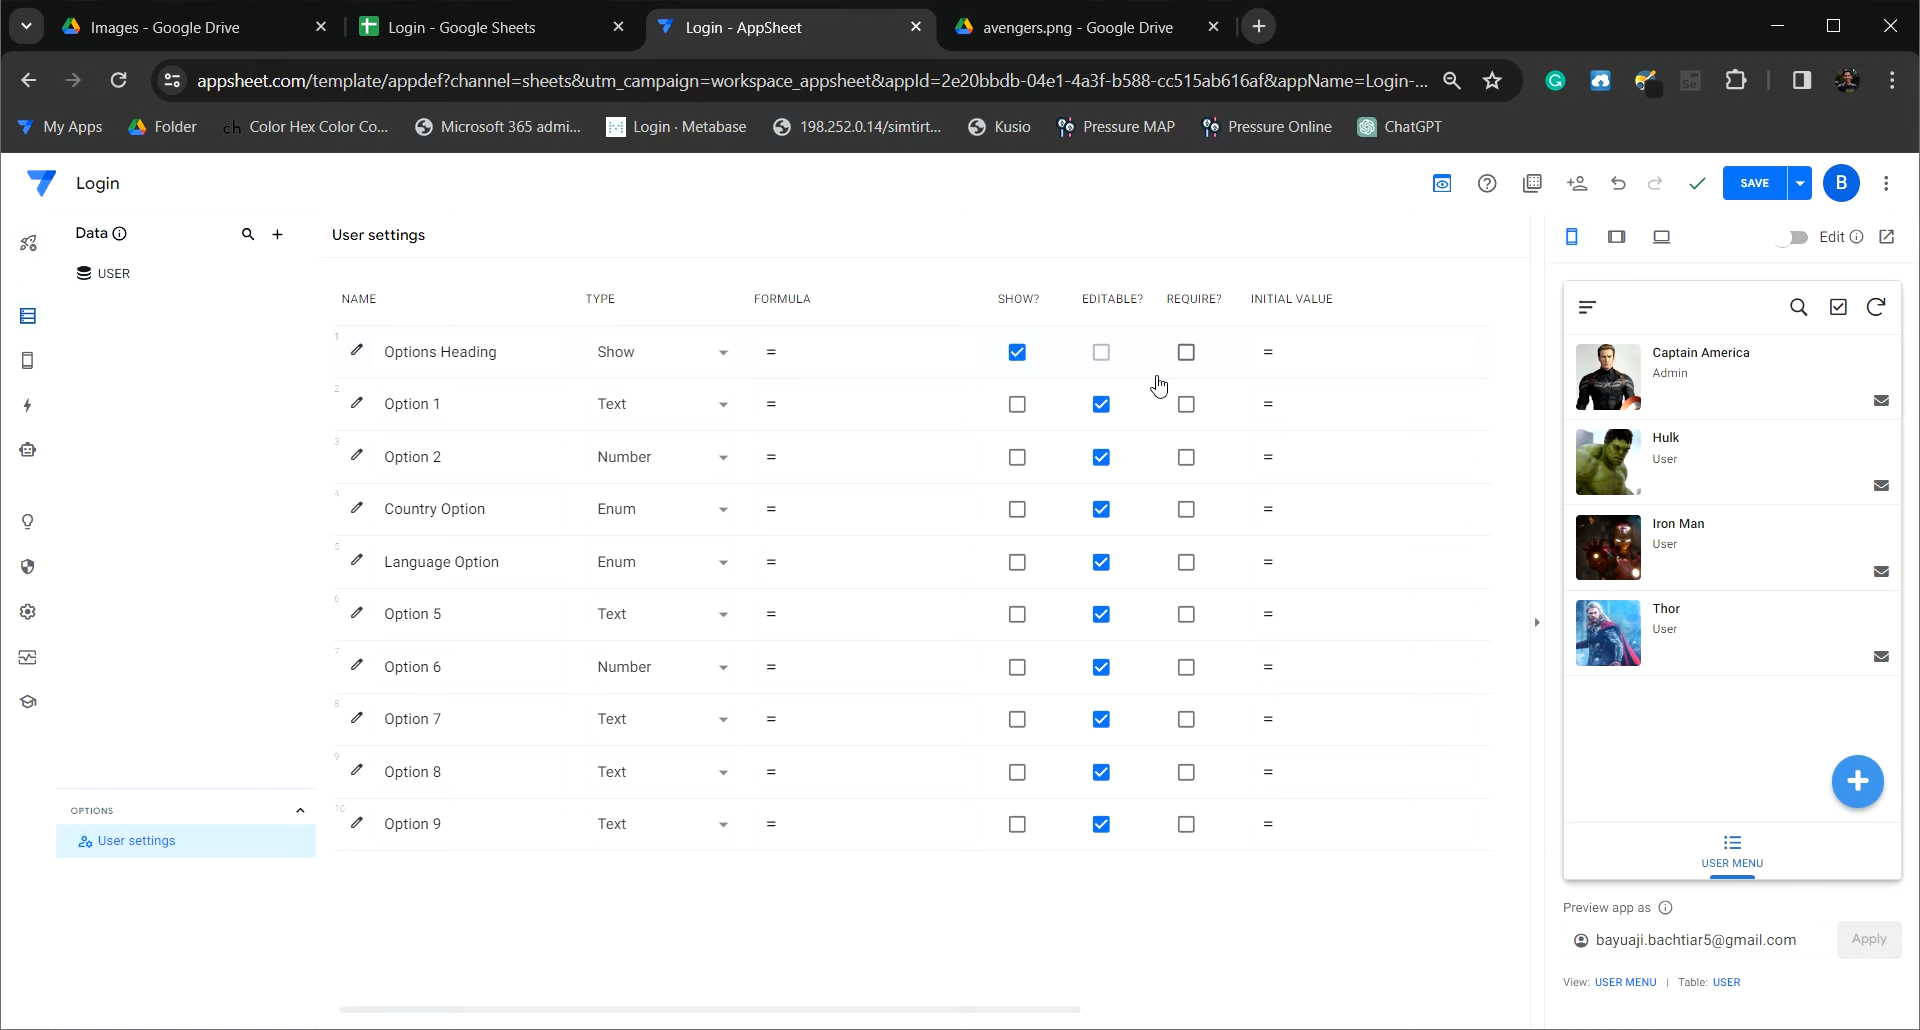 Images - Google Drive
Login - Google Sheets
Login - AppSheet
avengers.png - Google Drive
appsheet.com/template/appdef?channel=sheets&utm_campaign=workspace_appsheet&appId=2e20bbdb-04e1-4a3f-b588-cc515ab616af&appName=Login-...
My Apps
Folder
ch Color Hex Color Co...
Microsoft 365 admi...
Login · Metabase
198.252.0.14/simtirt...
Kusio
Pressure MAP
Pressure Online
ChatGPT
Login
SAVE
B
Data
USER
User settings
Edit
NAME TYPE FORMULA SHOW? EDITABLE? REQUIRE? INITIAL VALUE
1 Options Heading Show = =
2 Option 1 Text = =
3 Option 2 Number = =
4 Country Option Enum = =
5 Language Option Enum = =
6 Option 5 Text = =
7 Option 6 Number = =
8 Option 7 Text = =
9 Option 8 Text = =
10 Option 9 Text = =
OPTIONS
User settings
Captain America
Admin
Hulk
User
Iron Man
User
Thor
User
USER MENU
Preview app as
bayuaji.bachtiar5@gmail.com
Apply
View: USER MENU | Table: USER